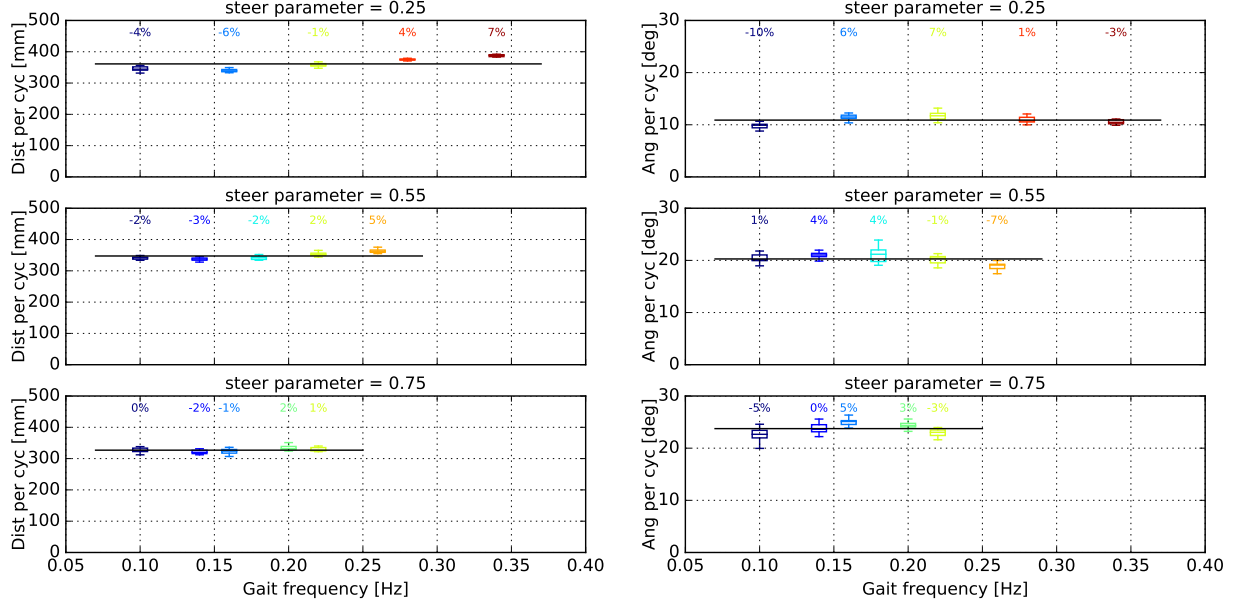 steer parameter = 0.25
Dist per cyc [mm]
500
400
300
200
100
0
-4% -6% -1% 4% 7%
steer parameter = 0.25
Ang per cyc [deg]
30
20
10
0
-10% 6% 7% 1% -3%
steer parameter = 0.55
Dist per cyc [mm]
500
400
300
200
100
0
-2% -3% -2% 2% 5%
steer parameter = 0.55
Ang per cyc [deg]
30
20
10
0
1% 4% 4% -1% -7%
steer parameter = 0.75
Dist per cyc [mm]
500
400
300
200
100
0
0% -2% -1% 2% 1%
0.05 0.10 0.15 0.20 0.25 0.30 0.35 0.40
Gait frequency [Hz]
steer parameter = 0.75
Ang per cyc [deg]
30
20
10
0
-5% 0% 5% 3% -3%
0.05 0.10 0.15 0.20 0.25 0.30 0.35 0.40
Gait frequency [Hz]